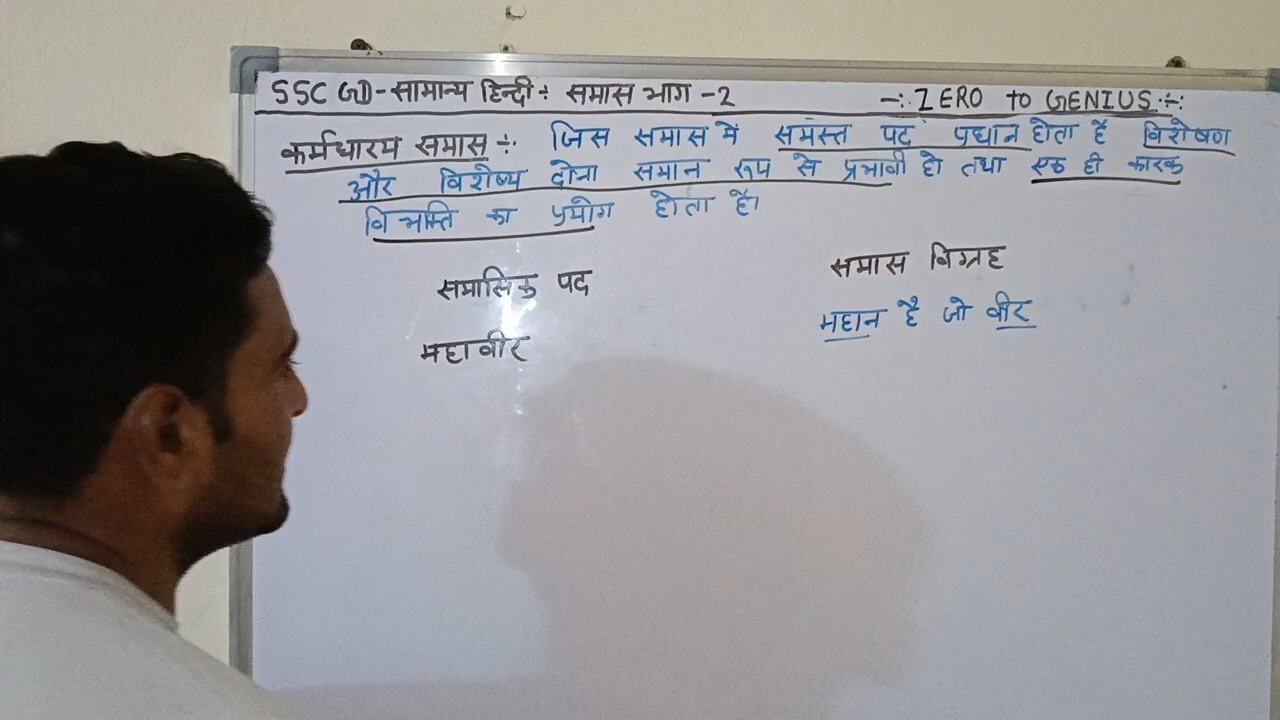 SSC GD-सामान्य हिन्दी ÷ समास भाग -2 -: ZERO to GENIUS :-
कर्मधारय समास ÷ जिस समास में समस्त पद प्रधान होता है विशेषण
और विशेष्य दोनो समान रूप से प्रभावी हो तथा एक ही कारक
विभक्ति का प्रयोग होता है।
समासिक पद समास विग्रह
महावीर महान है जो वीर